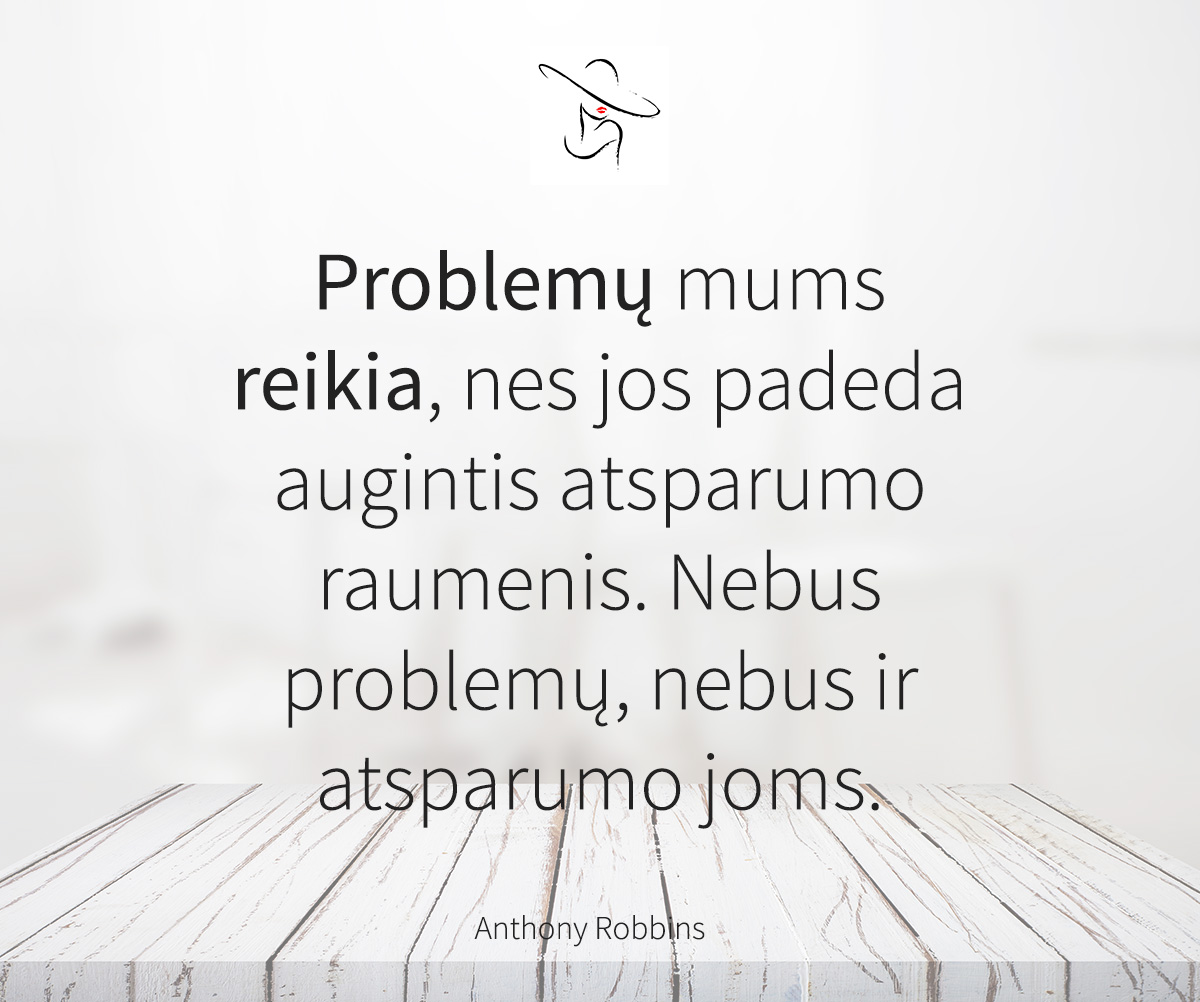 Problemų mums
reikia, nes jos padeda
augintis atsparumo
raumenis. Nebus
problemų, nebus ir
atsparumo joms.
Anthony Robbins